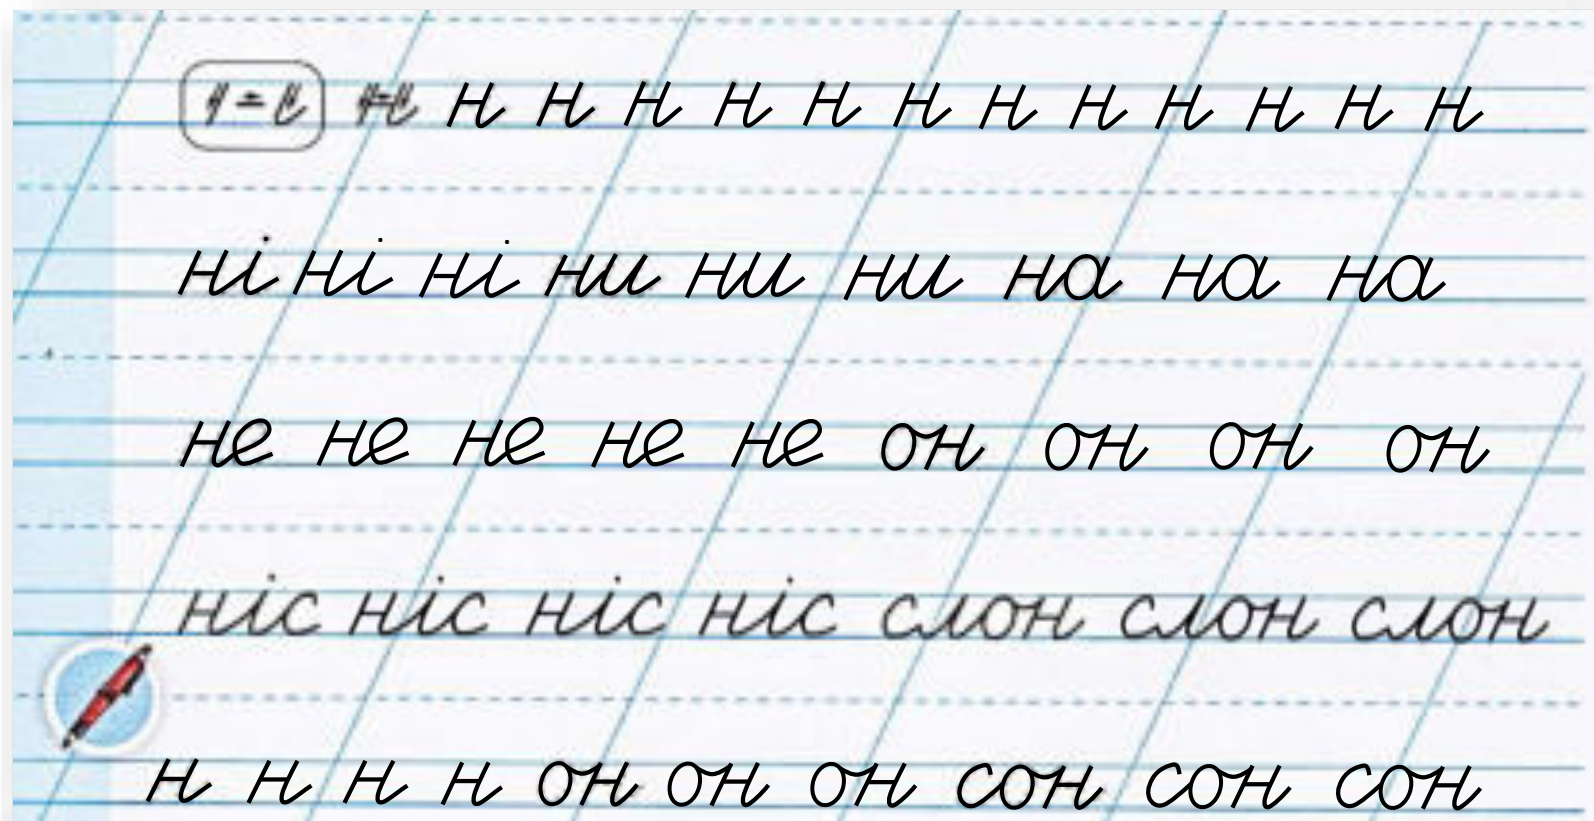 н н н н н н н н н н н н н
ні ні ні ни ни ни на на на
не не не не не он он он он
ніс ніс ніс ніс слон слон слон
н н н н он он он сон сон сон